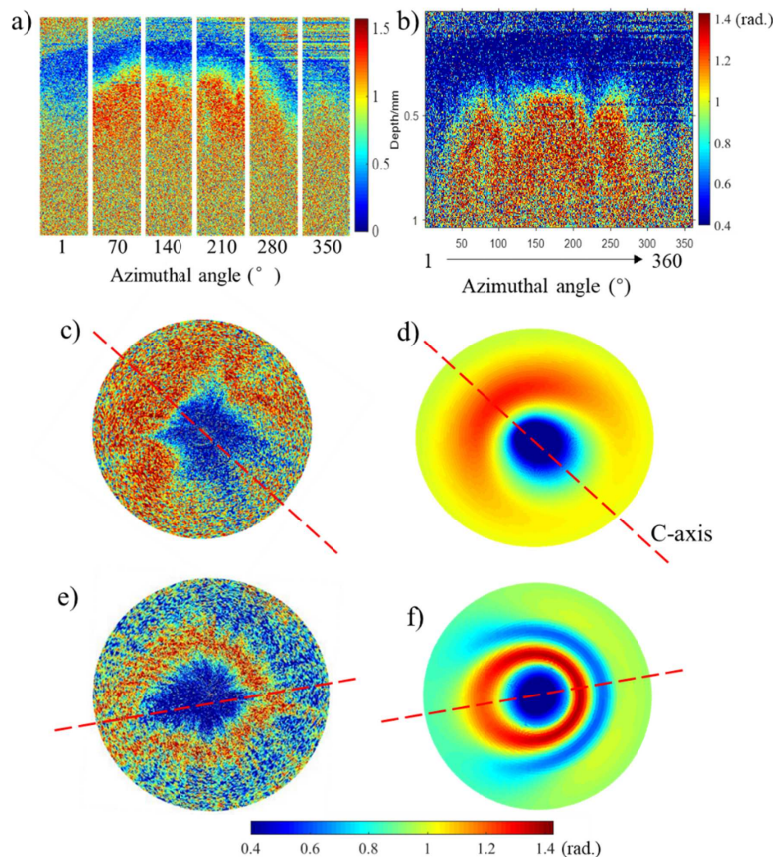 a)
1.5
1
0.5
0
Depth/mm
1 70 140 210 280 350
Azimuthal angle (°)
b)
0.5
1
50 100 150 200 250 300 350
1 360
Azimuthal angle (°)
1.4 (rad.)
1.2
1
0.8
0.6
0.4
c)
d)
C-axis
e)
f)
0.4 0.6 0.8 1 1.2 1.4 (rad.)